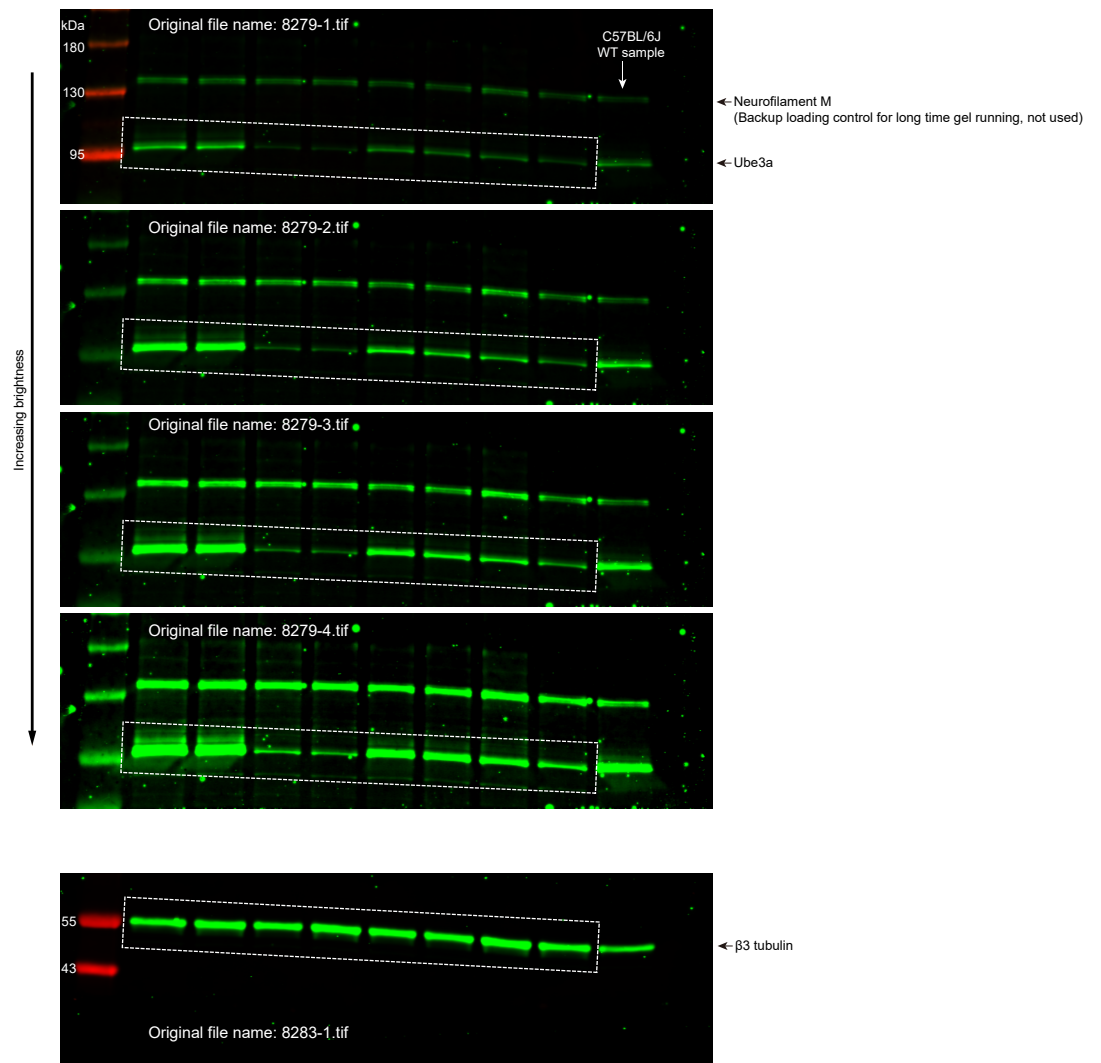 kDa
Original file name: 8279-1.tif
C57BL/6J
WT sample
180
130
Neurofilament M
(Backup loading control for long time gel running, not used)
95
Ube3a
Original file name: 8279-2.tif
Increasing brightness
Original file name: 8279-3.tif
Original file name: 8279-4.tif
55
β3 tubulin
43
Original file name: 8283-1.tif